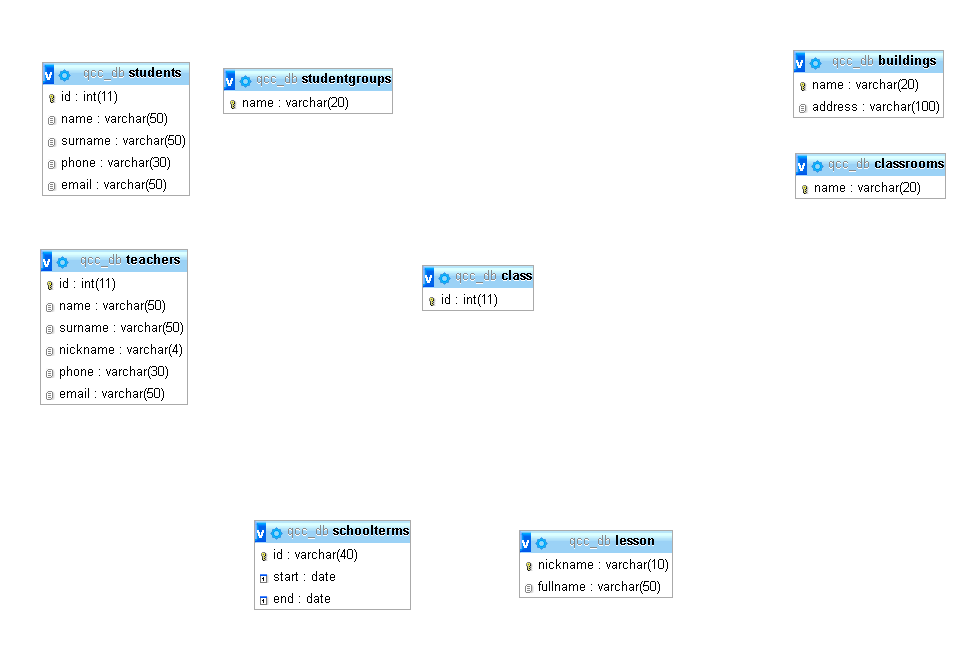 v qcc_db students
id : int(11)
name : varchar(50)
surname : varchar(50)
phone : varchar(30)
email : varchar(50)
v qcc_db studentgroups
name : varchar(20)
v qcc_db buildings
name : varchar(20)
address : varchar(100)
v qcc_db classrooms
name : varchar(20)
v qcc_db teachers
id : int(11)
name : varchar(50)
surname : varchar(50)
nickname : varchar(4)
phone : varchar(30)
email : varchar(50)
v qcc_db class
id : int(11)
v qcc_db schoolterms
id : varchar(40)
start : date
end : date
v qcc_db lesson
nickname : varchar(10)
fullname : varchar(50)